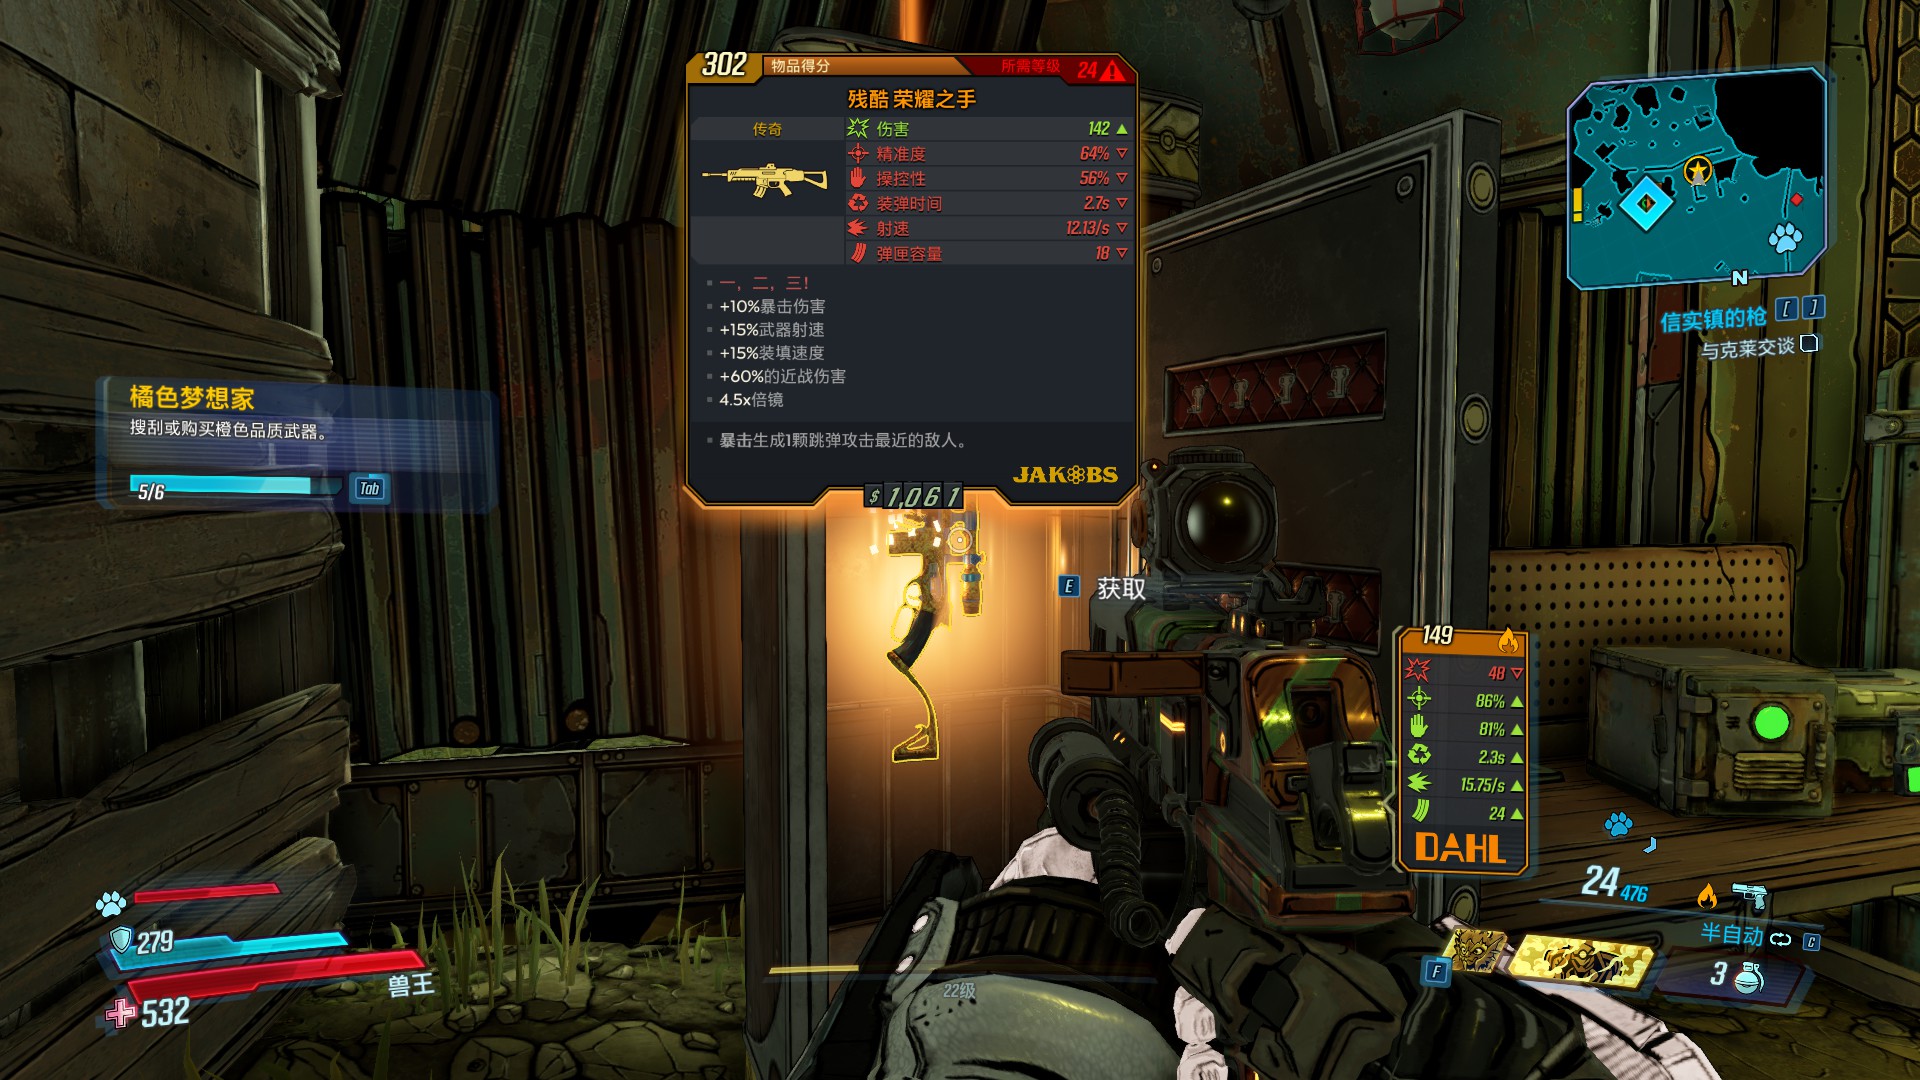 302 物品得分 所需等级 24
残酷 荣耀之手
传奇
伤害 142
精准度 64%
操控性 56%
装弹时间 2.7s
射速 12.13/s
弹匣容量 18
一，二，三！
+10%暴击伤害
+15%武器射速
+15%装填速度
+60%的近战伤害
4.5x倍镜
暴击生成1颗跳弹攻击最近的敌人。
JAKOBS
$ 1,061
E 获取
橘色梦想家
搜刮或购买橙色品质武器。
5/6 Tab
N
信实镇的枪 [ ]
与克莱交谈
149
48
86%
81%
2.3s
15.75/s
24
DAHL
24 476
半自动 C
F
3
279
兽王
532
22级